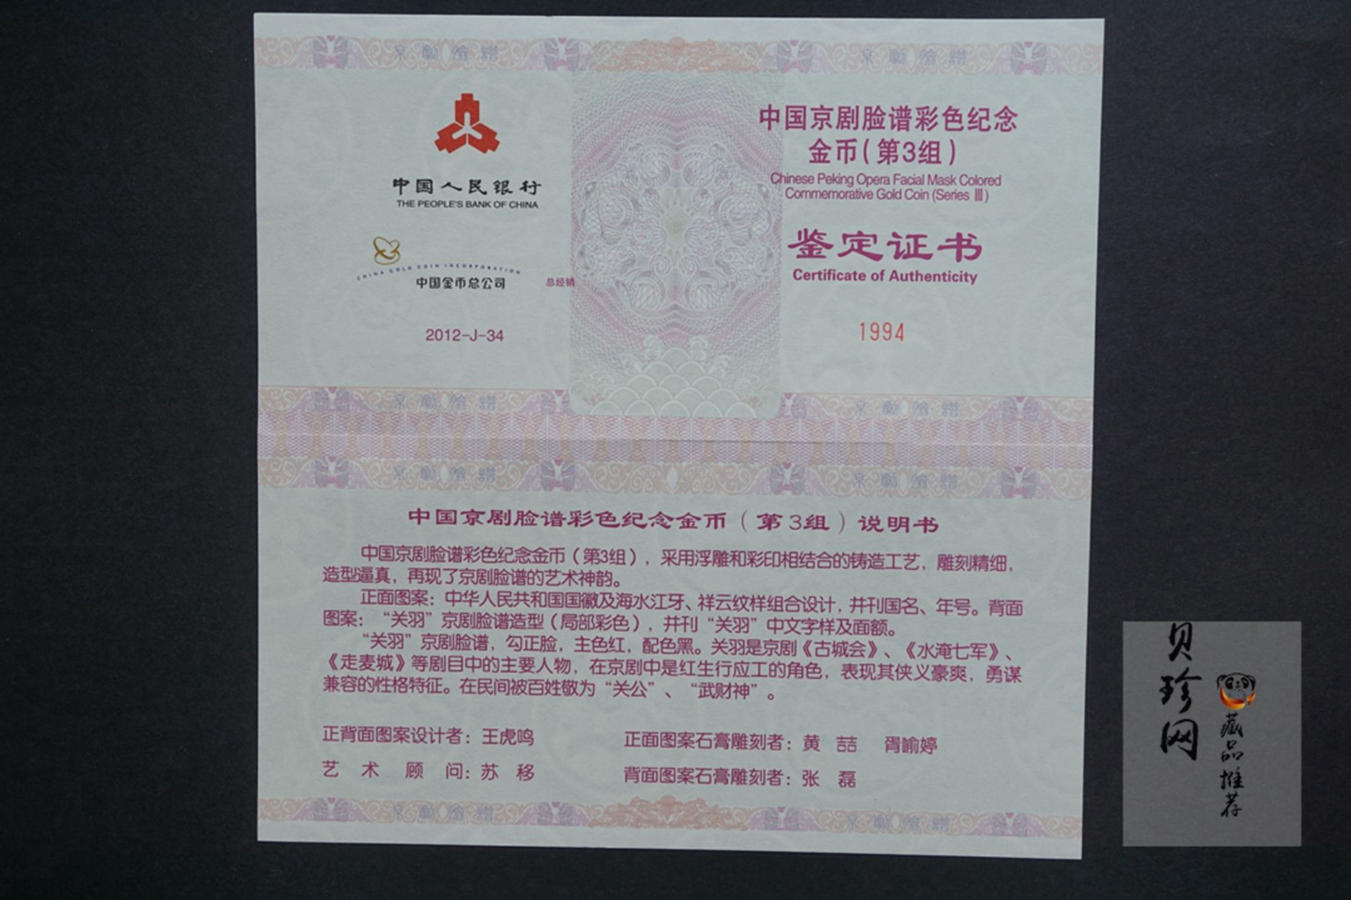 中国人民银行
THE PEOPLE'S BANK OF CHINA
CHINA GOLD COIN INCORPORATION
中国金币总公司
总经销
2012-J-34
中国京剧脸谱彩色纪念
金币(第3组)
Chinese Peking Opera Facial Mask Colored
Commemorative Gold Coin (Series Ⅲ)
鉴定证书
Certificate of Authenticity
1994
中国京剧脸谱彩色纪念金币(第3组)说明书
中国京剧脸谱彩色纪念金币(第3组),采用浮雕和彩印相结合的铸造工艺,雕刻精细,
造型逼真,再现了京剧脸谱的艺术神韵。
正面图案:中华人民共和国国徽及海水江牙、祥云纹样组合设计,并刊国名、年号。背面
图案:“关羽”京剧脸谱造型(局部彩色),并刊“关羽”中文字样及面额。
“关羽”京剧脸谱,勾正脸,主色红,配色黑。关羽是京剧《古城会》、《水淹七军》、
《走麦城》等剧目中的主要人物,在京剧中是红生行应工的角色,表现其侠义豪爽,勇谋
兼容的性格特征。在民间被百姓敬为“关公”、“武财神”。
正背面图案设计者:王虎鸣
正面图案石膏雕刻者:黄 喆 胥喻婷
艺 术 顾 问:苏 移
背面图案石膏雕刻者:张 磊
贝珍网
藏品推荐